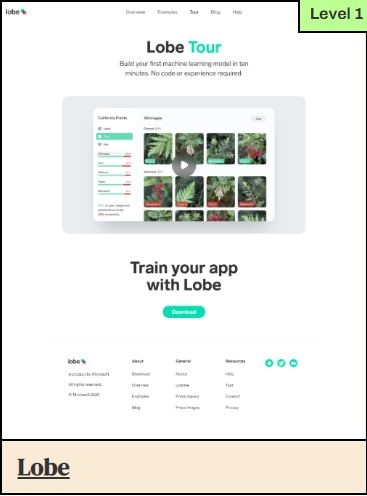 lobe
Overview Examples Tour Blog Help
Level 1
Lobe Tour
Build your first machine learning model in ten
minutes. No code or experience required.
California Plants
All Images
Train your app
with Lobe
Download
lobe
About General Resources
A product by Microsoft.
Download Notice Help
All rights reserved.
Overview License Tour
© Microsoft 2021
Examples Press Inquiry Contact
Blog Press Images Privacy
Lobe